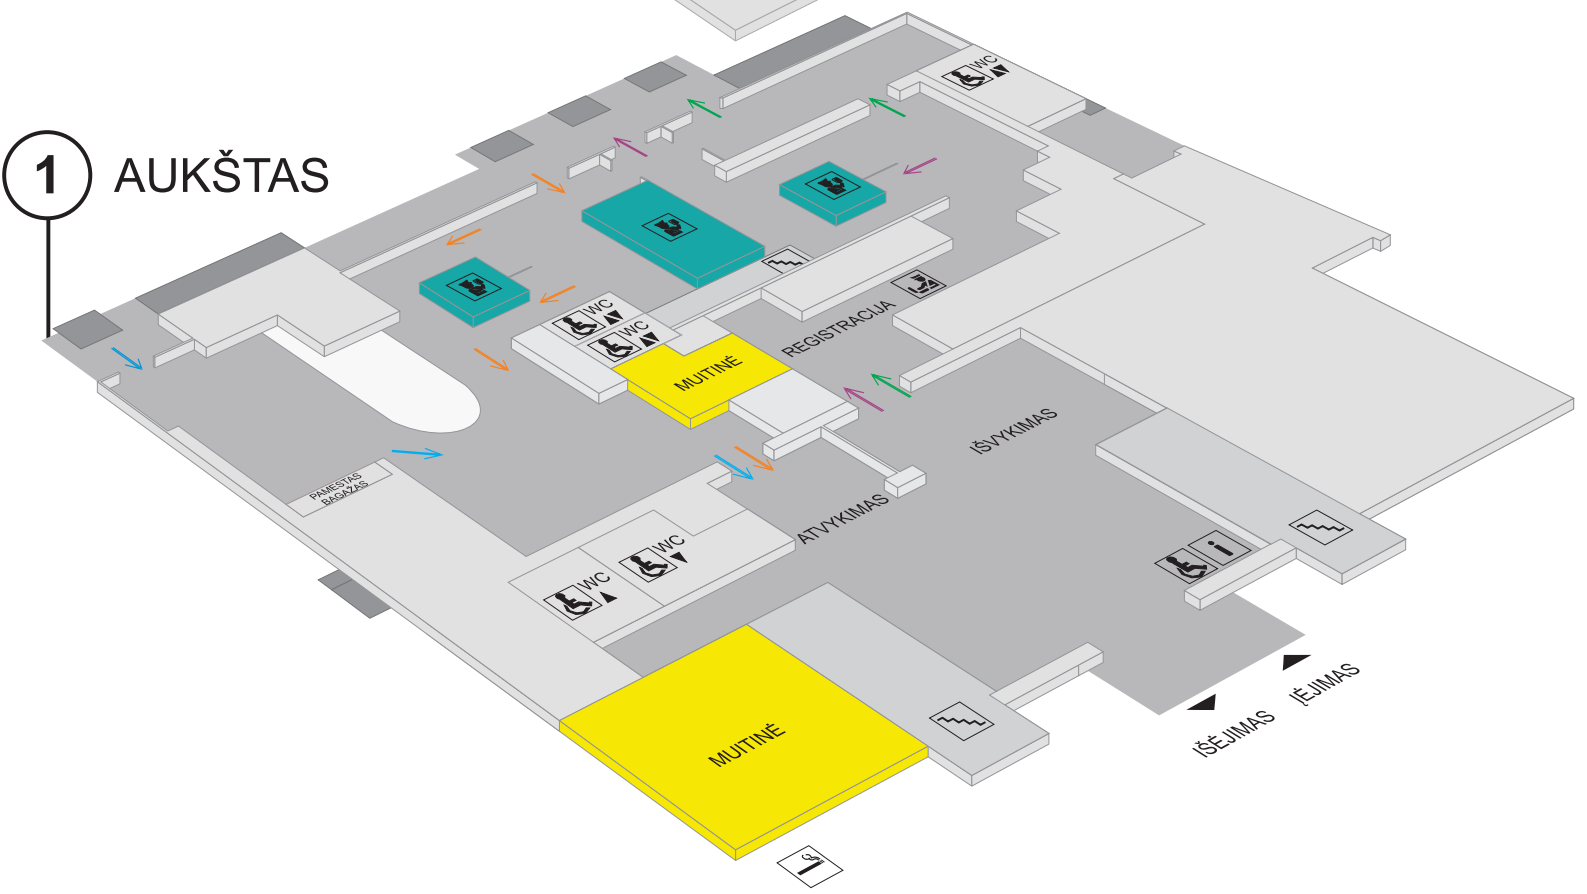 1 AUKŠTAS
WC
WC
WC
MUITINĖ
REGISTRACIJA
IŠVYKIMAS
PAMESTAS
BAGAŽAS
ATVYKIMAS
WC
WC
i
MUITINĖ
IŠĖJIMAS
ĮĖJIMAS